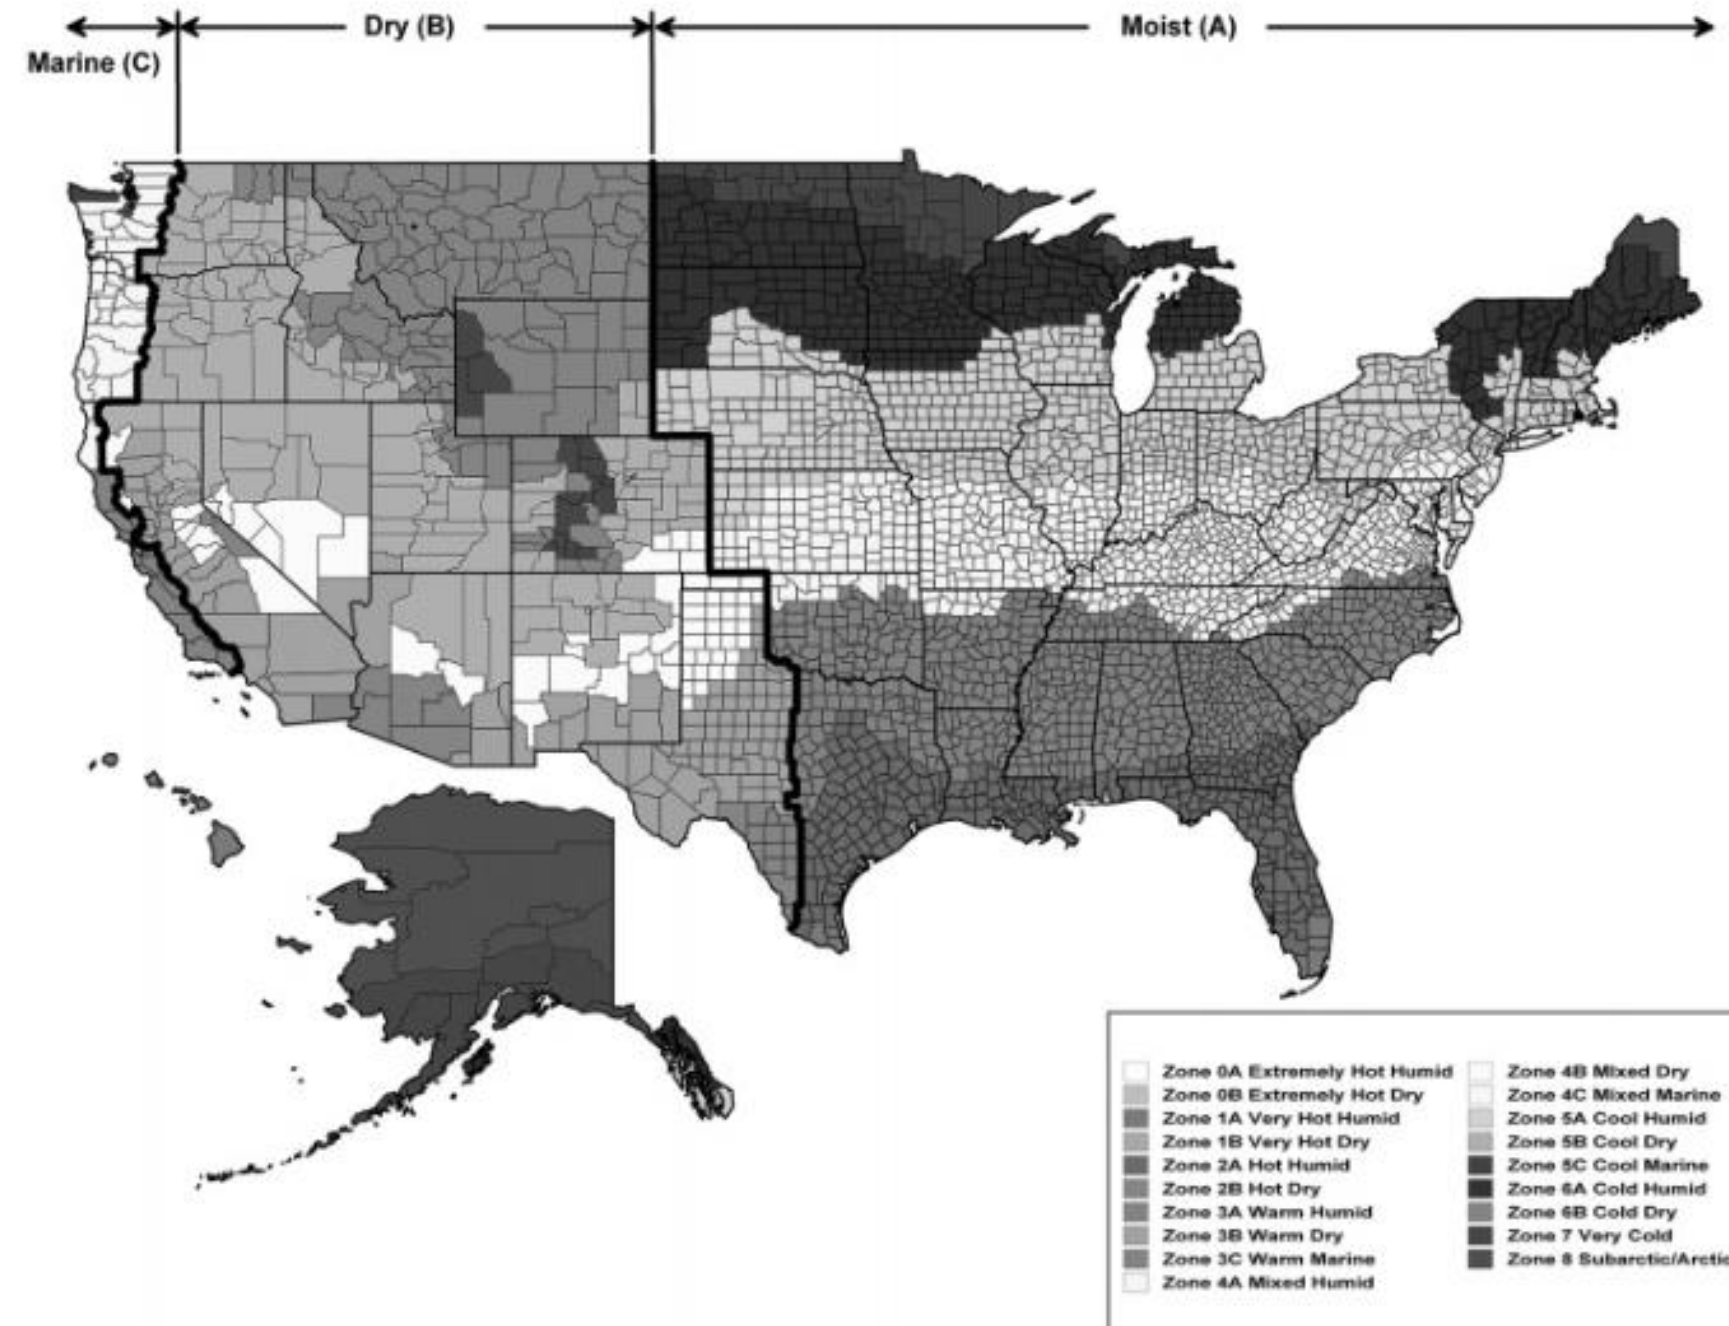 Dry (B)
Moist (A)
Marine (C)
Zone 0A Extremely Hot Humid
Zone 0B Extremely Hot Dry
Zone 1A Very Hot Humid
Zone 1B Very Hot Dry
Zone 2A Hot Humid
Zone 2B Hot Dry
Zone 3A Warm Humid
Zone 3B Warm Dry
Zone 3C Warm Marine
Zone 4A Mixed Humid
Zone 4B Mixed Dry
Zone 4C Mixed Marine
Zone 5A Cool Humid
Zone 5B Cool Dry
Zone 5C Cool Marine
Zone 6A Cold Humid
Zone 6B Cold Dry
Zone 7 Very Cold
Zone 8 Subarctic/Arctic